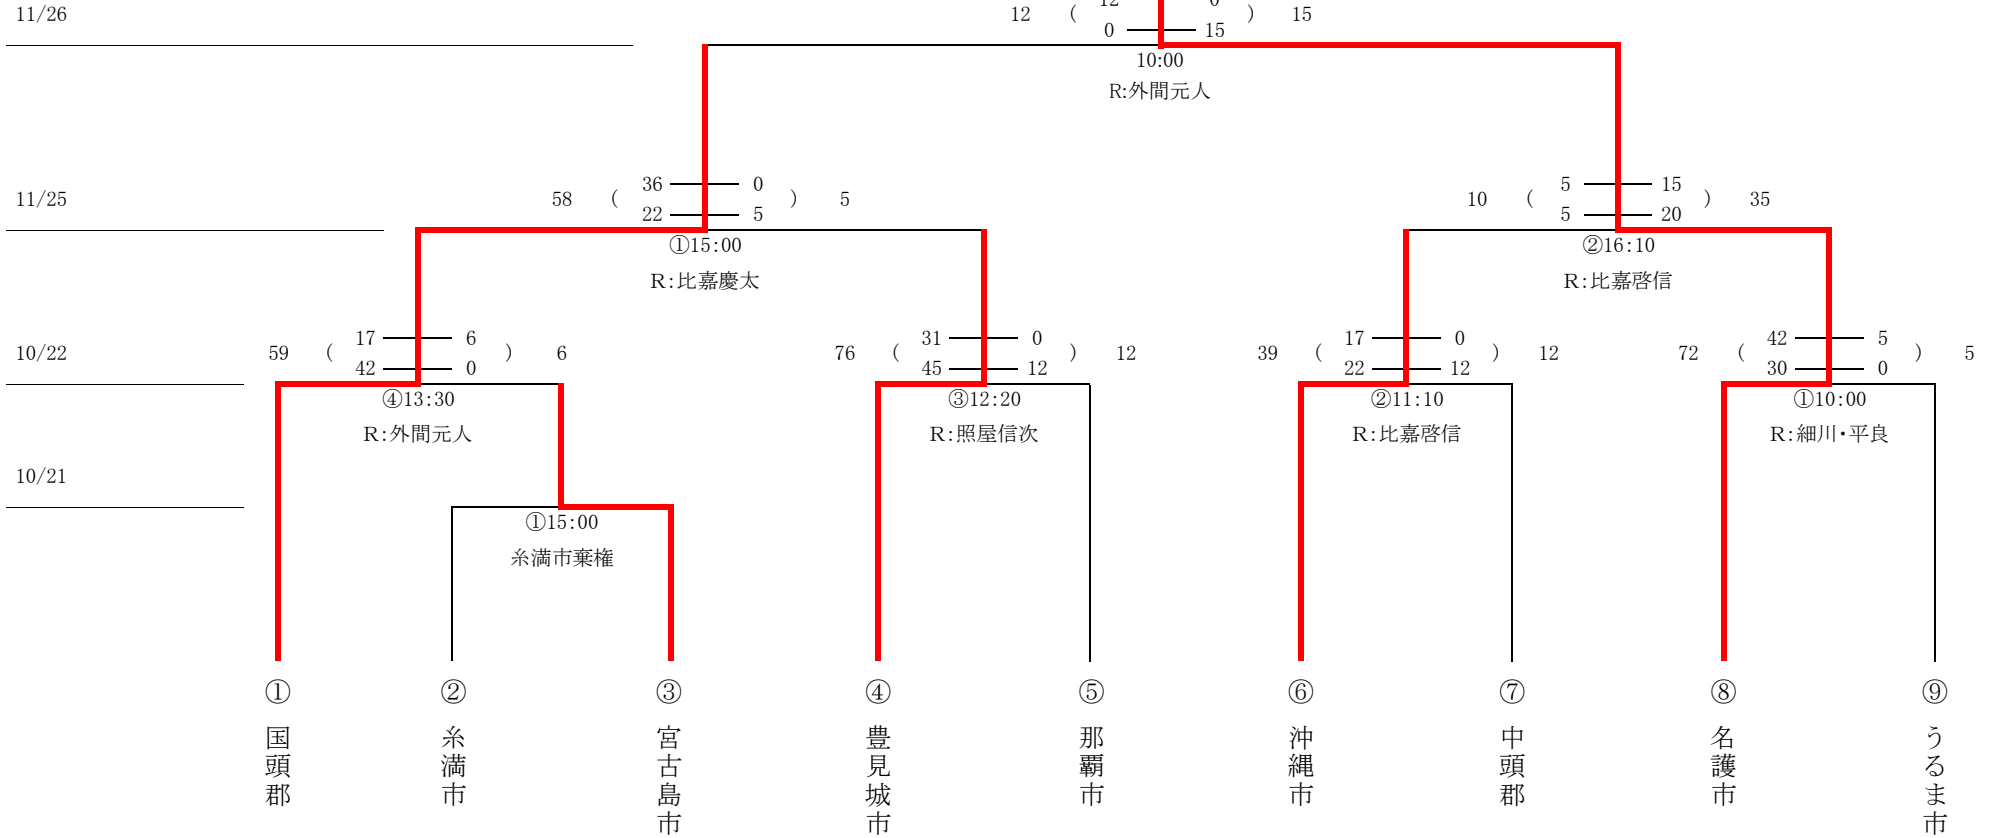 11/26
12 ( 12 0 ) 15
0 15
10:00
R:外間元人
11/25
58 ( 36 0 ) 5
22 5
①15:00
R:比嘉慶太
10 ( 5 15 ) 35
5 20
②16:10
R:比嘉啓信
10/22
59 ( 17 6 ) 6
42 0
④13:30
R:外間元人
76 ( 31 0 ) 12
45 12
③12:20
R:照屋信次
39 ( 17 0 ) 12
22 12
②11:10
R:比嘉啓信
72 ( 42 5 ) 5
30 0
①10:00
R:細川・平良
10/21
①15:00
糸満市棄権
①
国頭郡
②
糸満市
③
宮古島市
④
豊見城市
⑤
那覇市
⑥
沖縄市
⑦
中頭郡
⑧
名護市
⑨
うるま市